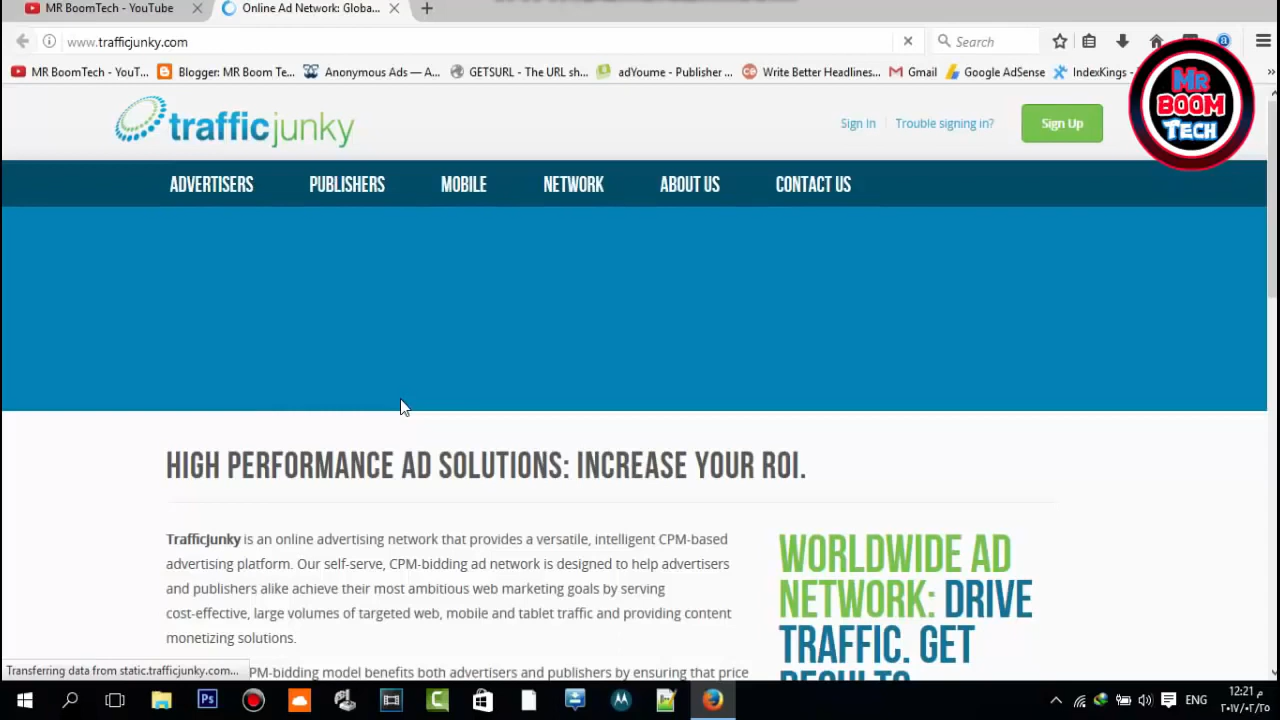 MR BoomTech - YouTube
Online Ad Network: Globa...
www.trafficjunky.com
Search
MR BoomTech - YouT...
Blogger: MR Boom Te...
Anonymous Ads — A...
GETSURL - The URL sh...
adYoume - Publisher ...
Write Better Headlines...
Gmail
Google AdSense
IndexKings -
MR BOOM TECH
trafficjunky
Sign In
Trouble signing in?
Sign Up
ADVERTISERS
PUBLISHERS
MOBILE
NETWORK
ABOUT US
CONTACT US
HIGH PERFORMANCE AD SOLUTIONS: INCREASE YOUR ROI.
TrafficJunky is an online advertising network that provides a versatile, intelligent CPM-based
advertising platform. Our self-serve, CPM-bidding ad network is designed to help advertisers
and publishers alike achieve their most ambitious web marketing goals by serving
cost-effective, large volumes of targeted web, mobile and tablet traffic and providing content
monetizing solutions.
PM-bidding model benefits both advertisers and publishers by ensuring that price
WORLDWIDE AD
NETWORK: DRIVE
TRAFFIC. GET
RESULTS
Transferring data from static.trafficjunky.com...
ENG
12:21 م
٢٠١٧/٠٢/٢٥